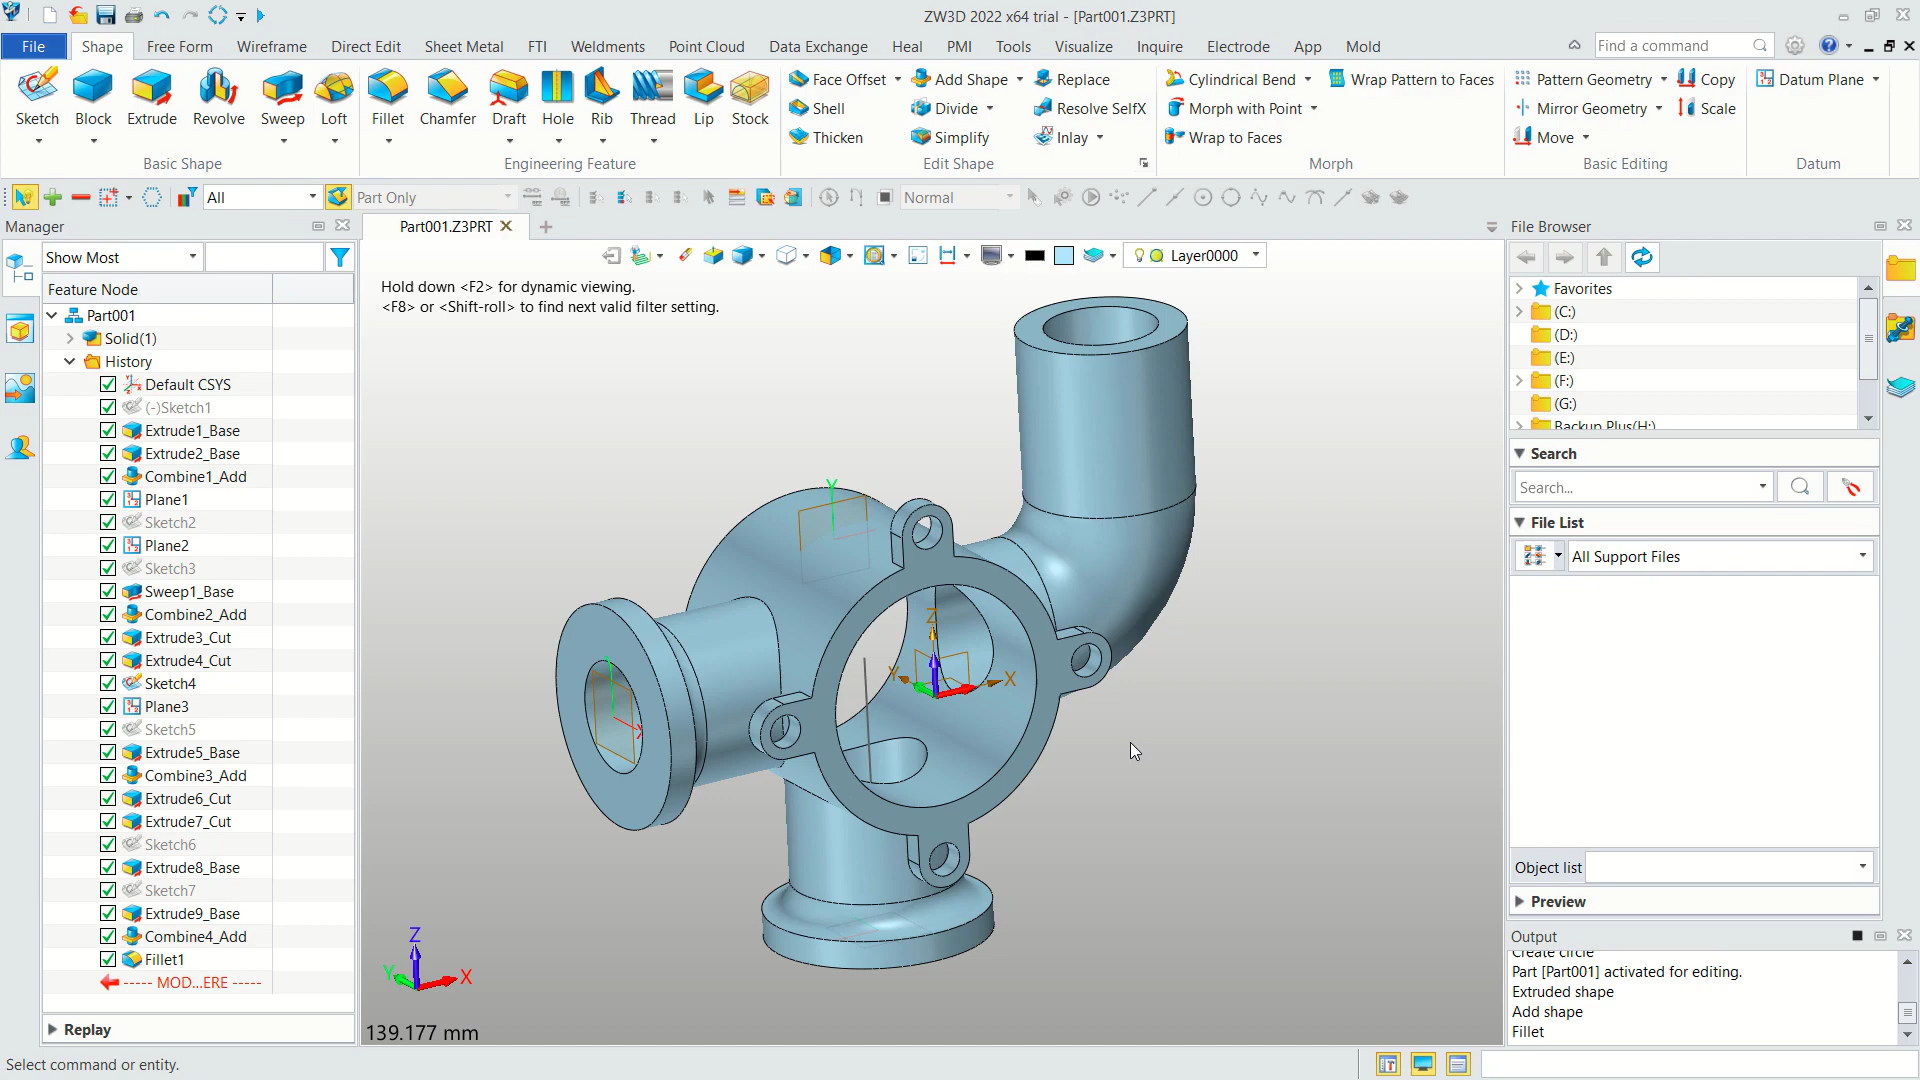 ZW3D 2022 x64 trial - [Part001.Z3PRT]
File Shape Free Form Wireframe Direct Edit Sheet Metal FTI Weldments Point Cloud Data Exchange Heal PMI Tools Visualize Inquire Electrode App Mold
Find a command
Sketch Block Extrude Revolve Sweep Loft
Basic Shape
Fillet Chamfer Draft Hole Rib Thread Lip Stock
Engineering Feature
Face Offset Add Shape Replace
Shell Divide Resolve SelfX
Thicken Simplify Inlay
Edit Shape
Cylindrical Bend Wrap Pattern to Faces
Morph with Point
Wrap to Faces
Morph
Pattern Geometry Copy
Mirror Geometry Scale
Move
Basic Editing
Datum Plane
Datum
All Part Only Normal
Manager
Show Most
Feature Node
Part001
Solid(1)
History
Default CSYS
(-)Sketch1
Extrude1_Base
Extrude2_Base
Combine1_Add
Plane1
Sketch2
Plane2
Sketch3
Sweep1_Base
Combine2_Add
Extrude3_Cut
Extrude4_Cut
Sketch4
Plane3
Sketch5
Extrude5_Base
Combine3_Add
Extrude6_Cut
Extrude7_Cut
Sketch6
Extrude8_Base
Sketch7
Extrude9_Base
Combine4_Add
Fillet1
----- MOD...ERE -----
Replay
Part001.Z3PRT
Layer0000
Hold down <F2> for dynamic viewing.
<F8> or <Shift-roll> to find next valid filter setting.
Y
Z
Y X
X
Z
Y X
139.177 mm
File Browser
Favorites
(C:)
(D:)
(E:)
(F:)
(G:)
Backup Plus(H:)
Search
Search...
File List
All Support Files
Object list
Preview
Output
Create circle
Part [Part001] activated for editing.
Extruded shape
Add shape
Fillet
Select command or entity.